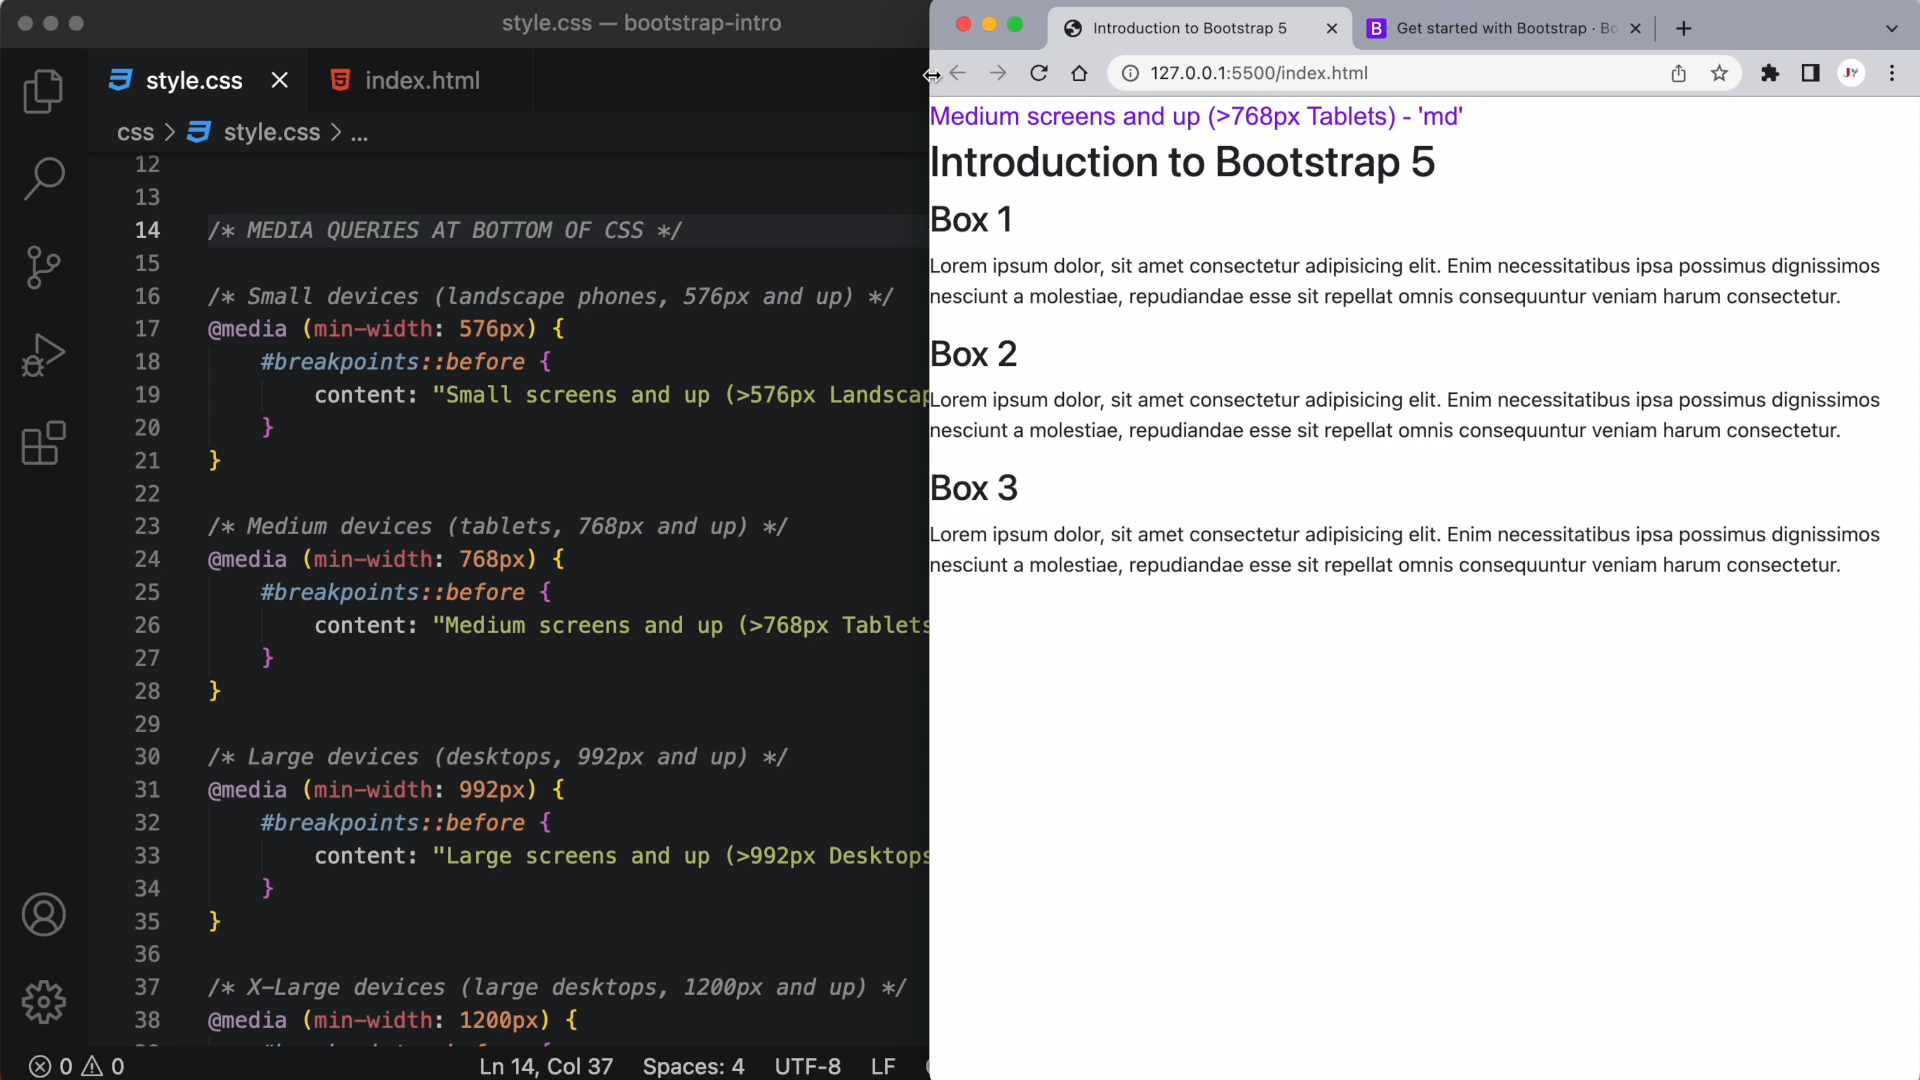 style.css — bootstrap-intro
style.css
index.html
css > style.css > ...
12
13
14 /* MEDIA QUERIES AT BOTTOM OF CSS */
15
16 /* Small devices (landscape phones, 576px and up) */
17 @media (min-width: 576px) {
18 #breakpoints::before {
19 content: "Small screens and up (>576px Landscap
20 }
21 }
22
23 /* Medium devices (tablets, 768px and up) */
24 @media (min-width: 768px) {
25 #breakpoints::before {
26 content: "Medium screens and up (>768px Tablets
27 }
28 }
29
30 /* Large devices (desktops, 992px and up) */
31 @media (min-width: 992px) {
32 #breakpoints::before {
33 content: "Large screens and up (>992px Desktops
34 }
35 }
36
37 /* X-Large devices (large desktops, 1200px and up) */
38 @media (min-width: 1200px) {
0 0
Ln 14, Col 37 Spaces: 4 UTF-8 LF
Introduction to Bootstrap 5
B Get started with Bootstrap · Bo
127.0.0.1:5500/index.html
JY
Medium screens and up (>768px Tablets) - 'md'
Introduction to Bootstrap 5
Box 1
Lorem ipsum dolor, sit amet consectetur adipisicing elit. Enim necessitatibus ipsa possimus dignissimos
nesciunt a molestiae, repudiandae esse sit repellat omnis consequuntur veniam harum consectetur.
Box 2
Lorem ipsum dolor, sit amet consectetur adipisicing elit. Enim necessitatibus ipsa possimus dignissimos
nesciunt a molestiae, repudiandae esse sit repellat omnis consequuntur veniam harum consectetur.
Box 3
Lorem ipsum dolor, sit amet consectetur adipisicing elit. Enim necessitatibus ipsa possimus dignissimos
nesciunt a molestiae, repudiandae esse sit repellat omnis consequuntur veniam harum consectetur.